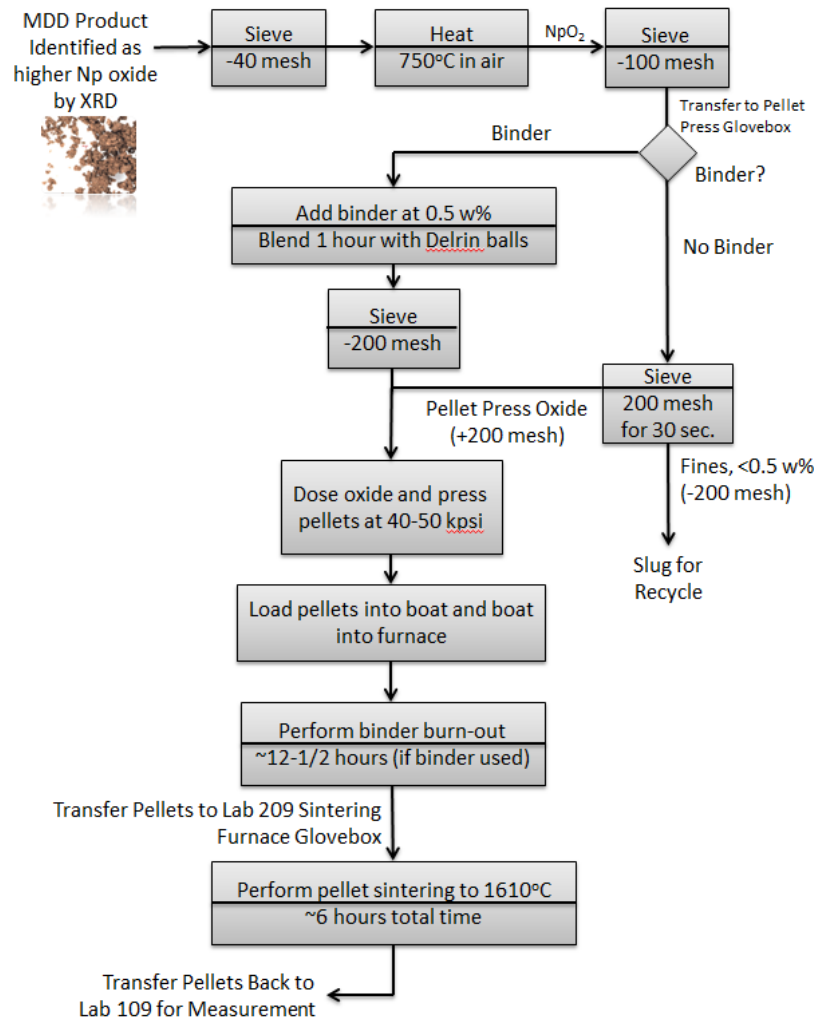 MDD Product
Identified as
higher Np oxide
by XRD
Sieve
-40 mesh
Heat
750°C in air
NpO₂
Sieve
-100 mesh
Transfer to Pellet
Press Glovebox
Binder
Binder?
Add binder at 0.5 w%
Blend 1 hour with Delrin balls
No Binder
Sieve
-200 mesh
Sieve
200 mesh
for 30 sec.
Pellet Press Oxide
(+200 mesh)
Fines, <0.5 w%
(-200 mesh)
Dose oxide and press
pellets at 40-50 kpsi
Slug for
Recycle
Load pellets into boat and boat
into furnace
Perform binder burn-out
~12-1/2 hours (if binder used)
Transfer Pellets to Lab 209 Sintering
Furnace Glovebox
Perform pellet sintering to 1610°C
~6 hours total time
Transfer Pellets Back to
Lab 109 for Measurement